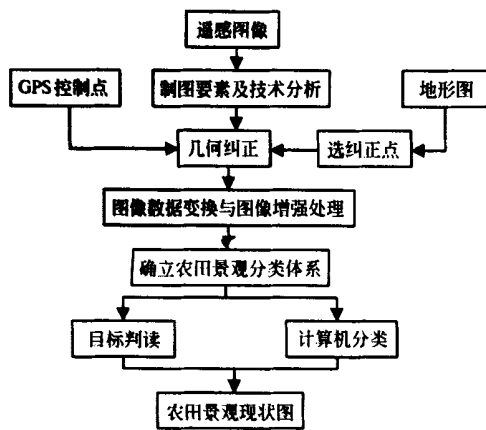 遥感图像
GPS控制点
制图要素及技术分析
地形图
几何纠正
选纠正点
图像数据变换与图像增强处理
确立农田景观分类体系
目标判读
计算机分类
农田景观现状图